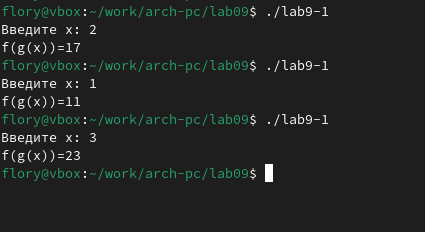 flory@vbox:~/work/arch-pc/lab09$ ./lab9-1
Введите x: 2
f(g(x))=17
flory@vbox:~/work/arch-pc/lab09$ ./lab9-1
Введите x: 1
f(g(x))=11
flory@vbox:~/work/arch-pc/lab09$ ./lab9-1
Введите x: 3
f(g(x))=23
flory@vbox:~/work/arch-pc/lab09$